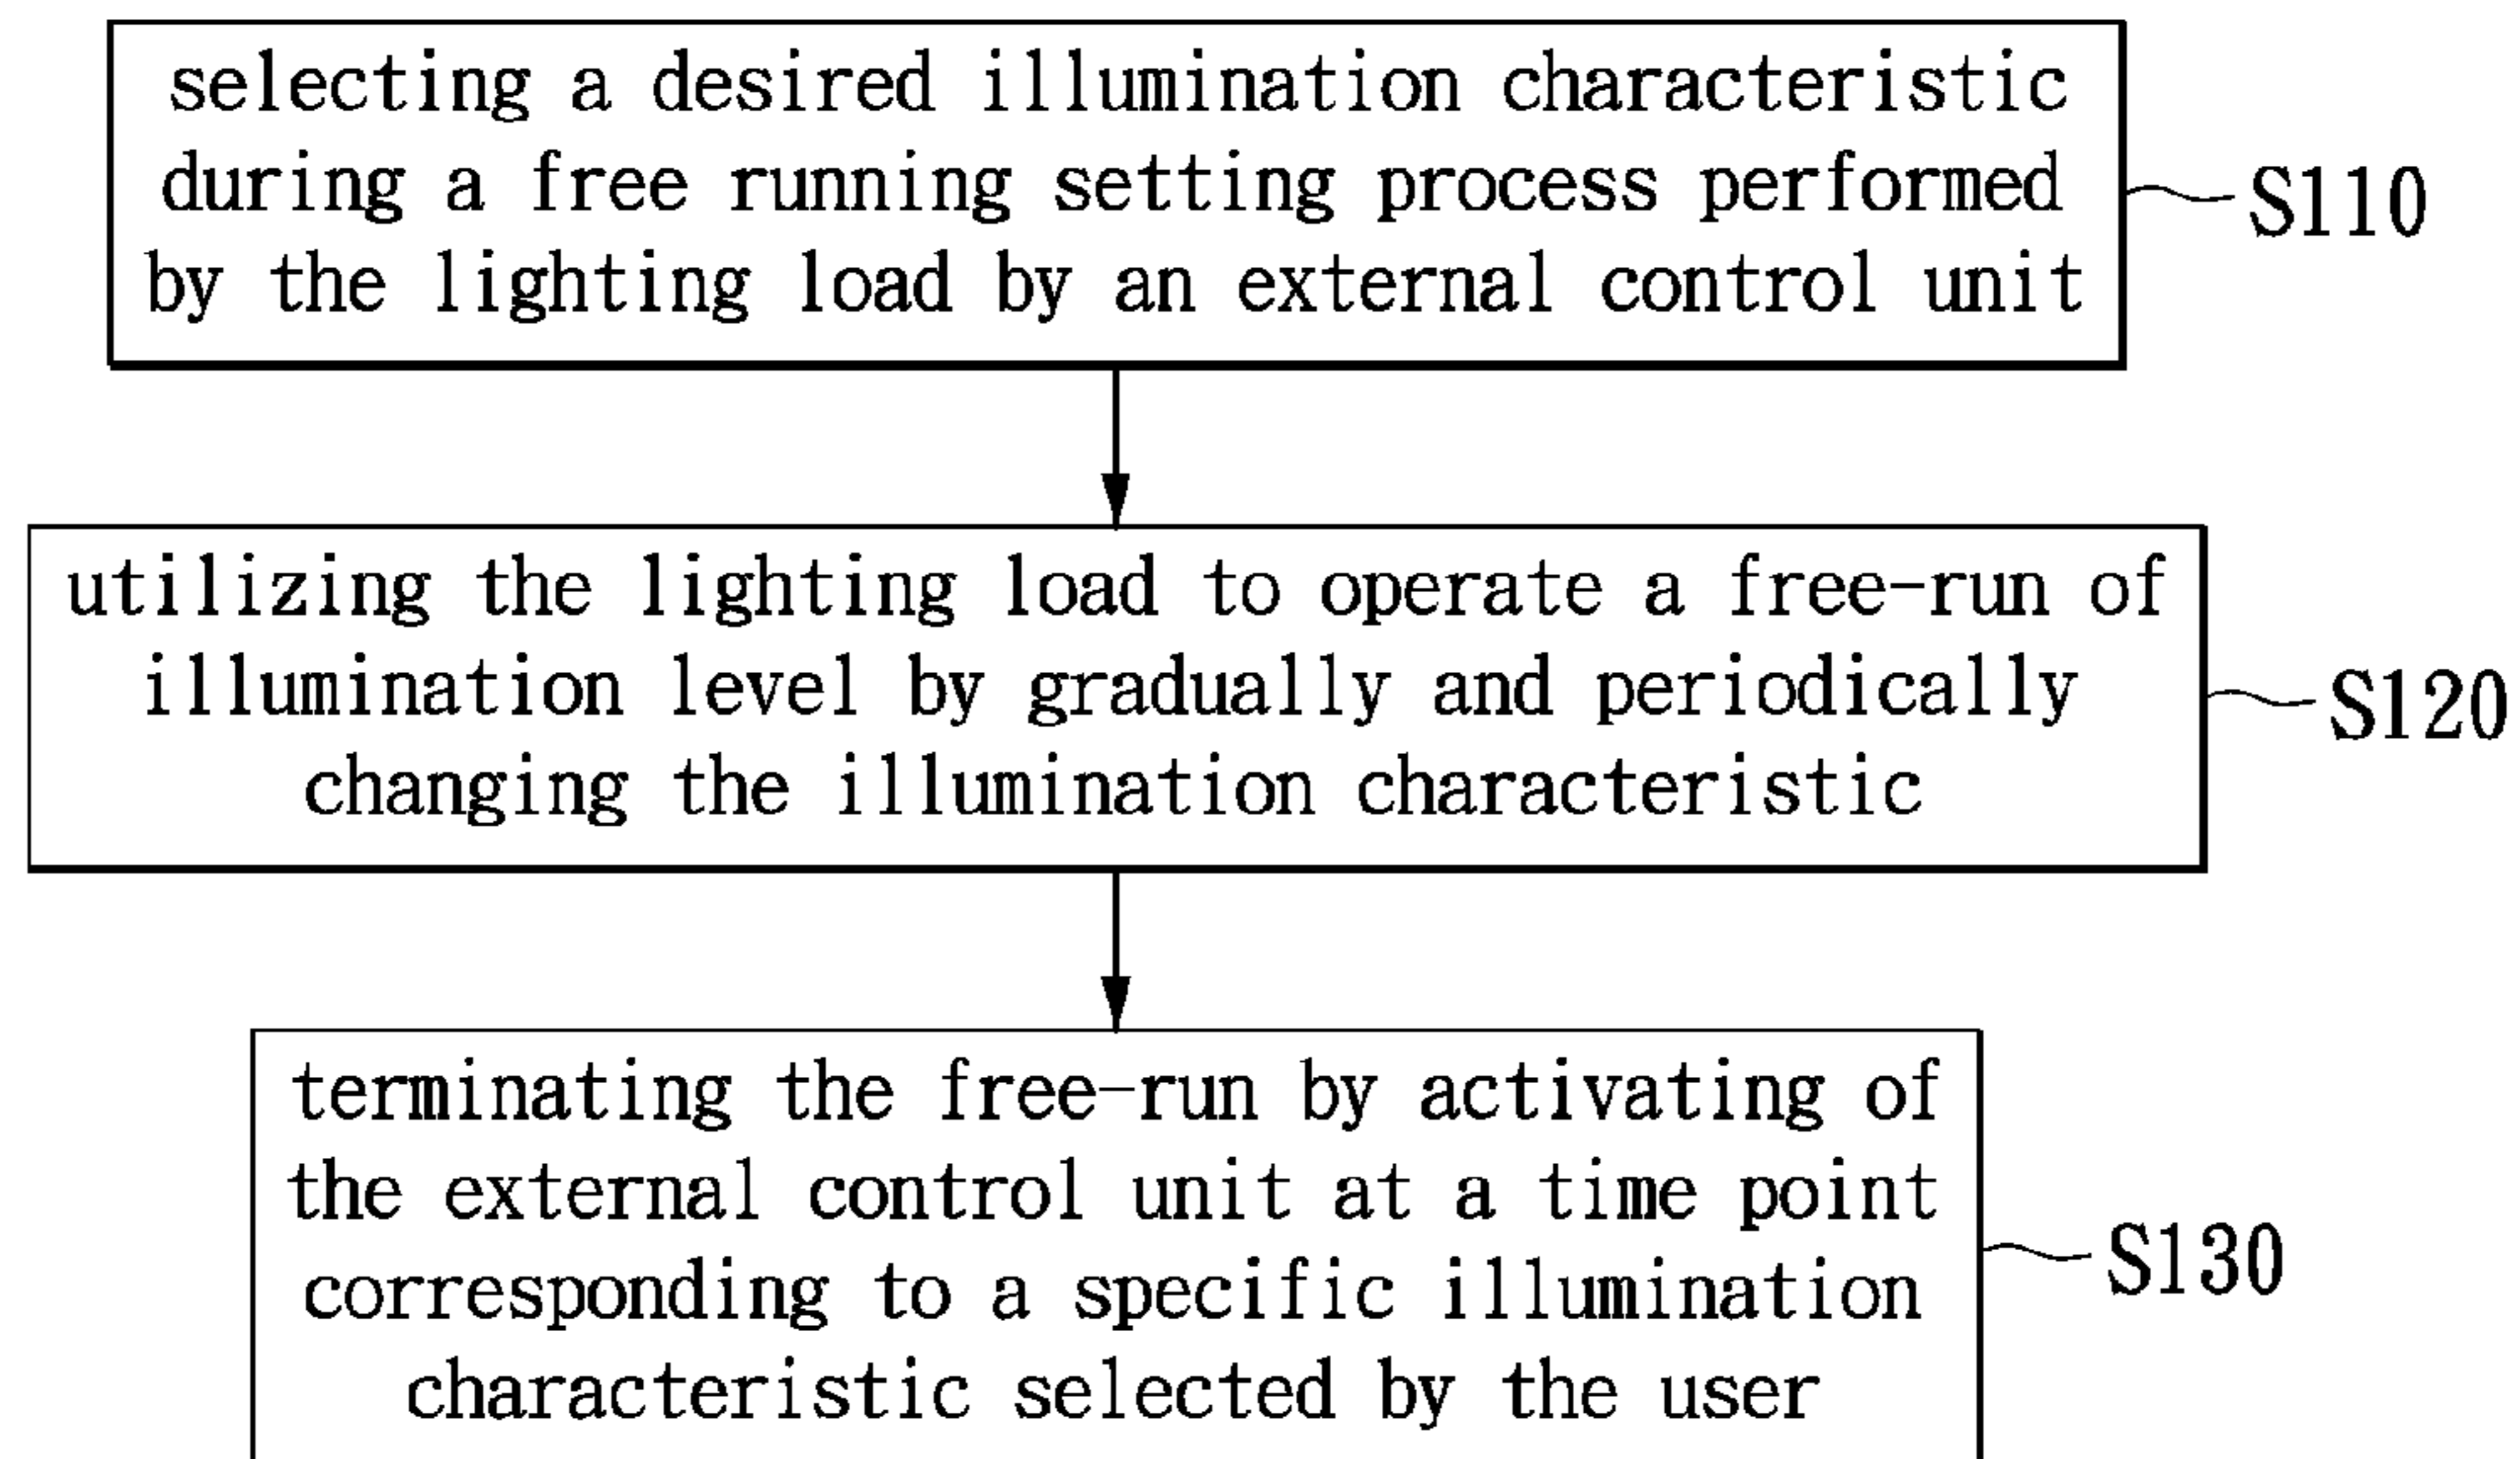 selecting a desired illumination characteristic
during a free running setting process performed
by the lighting load by an external control unit
S110
utilizing the lighting load to operate a free-run of
illumination level by gradually and periodically
changing the illumination characteristic
S120
terminating the free-run by activating of
the external control unit at a time point
corresponding to a specific illumination
characteristic selected by the user
S130